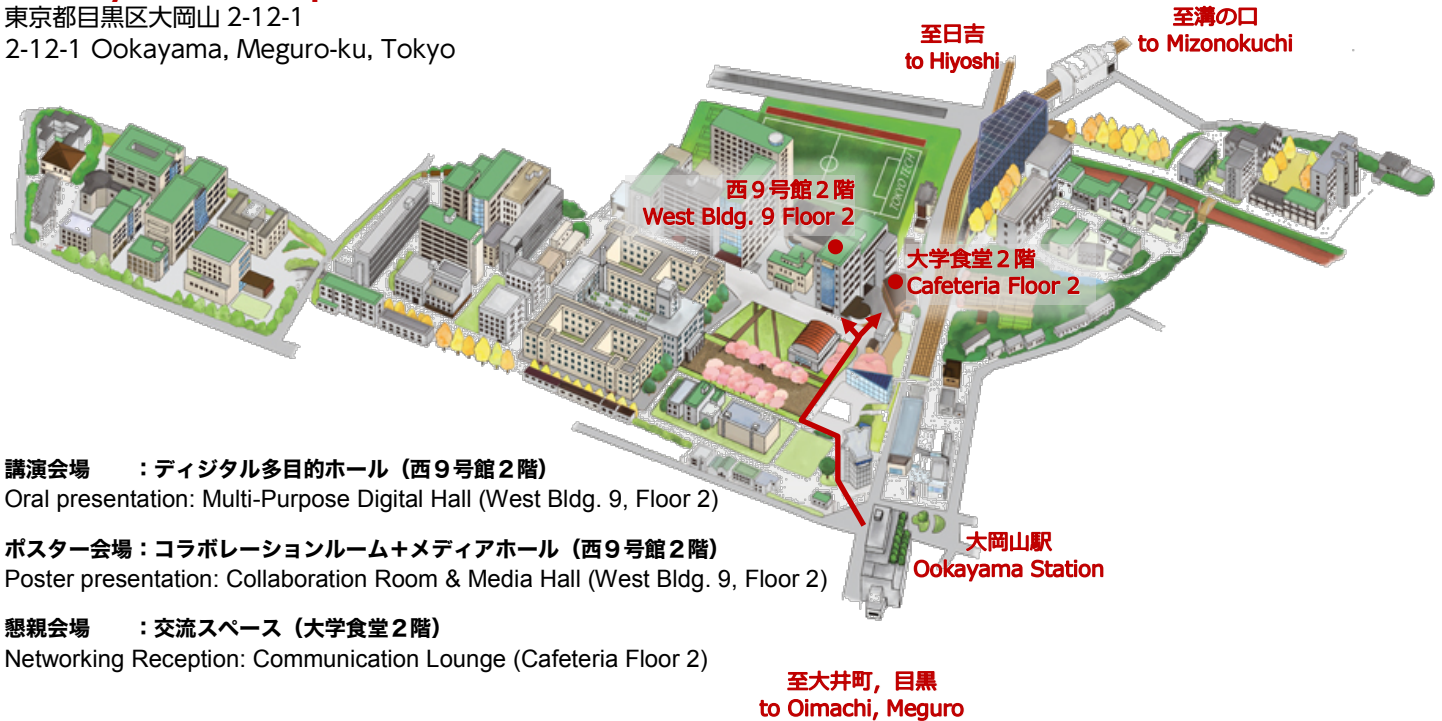 東京都目黒区大岡山 2-12-1
2-12-1 Ookayama, Meguro-ku, Tokyo
至日吉
to Hiyoshi
至溝の口
to Mizonokuchi
TOKYO TECH
西９号館２階
West Bldg. 9 Floor 2
大学食堂２階
Cafeteria Floor 2
講演会場　　：ディジタル多目的ホール（西９号館２階）
Oral presentation: Multi-Purpose Digital Hall (West Bldg. 9, Floor 2)
ポスター会場：コラボレーションルーム＋メディアホール（西９号館２階）
Poster presentation: Collaboration Room & Media Hall (West Bldg. 9, Floor 2)
懇親会場　　：交流スペース（大学食堂２階）
Networking Reception: Communication Lounge (Cafeteria Floor 2)
大岡山駅
Ookayama Station
至大井町，目黒
to Oimachi, Meguro